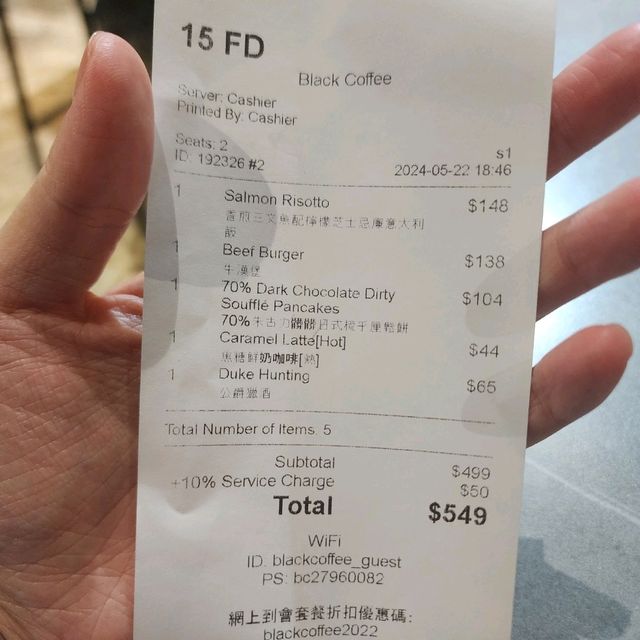 15 FD
Black Coffee
Server: Cashier
Printed By: Cashier
Seats: 2 s1
ID: 192326 #2 2024-05-22 18:46
1 Salmon Risotto $148
香煎三文魚配檸檬芝士忌廉意大利
飯
1 Beef Burger $138
牛漢堡
1 70% Dark Chocolate Dirty $104
Soufflé Pancakes
70%朱古力髒髒日式梳乎厘鬆餅
1 Caramel Latte[Hot] $44
焦糖鮮奶咖啡[熱]
1 Duke Hunting $65
公爵獵酒
Total Number of Items. 5
Subtotal $499
+10% Service Charge $50
Total $549
WiFi
ID: blackcoffee_guest
PS: bc27960082
網上到會套餐折扣優惠碼:
blackcoffee2022